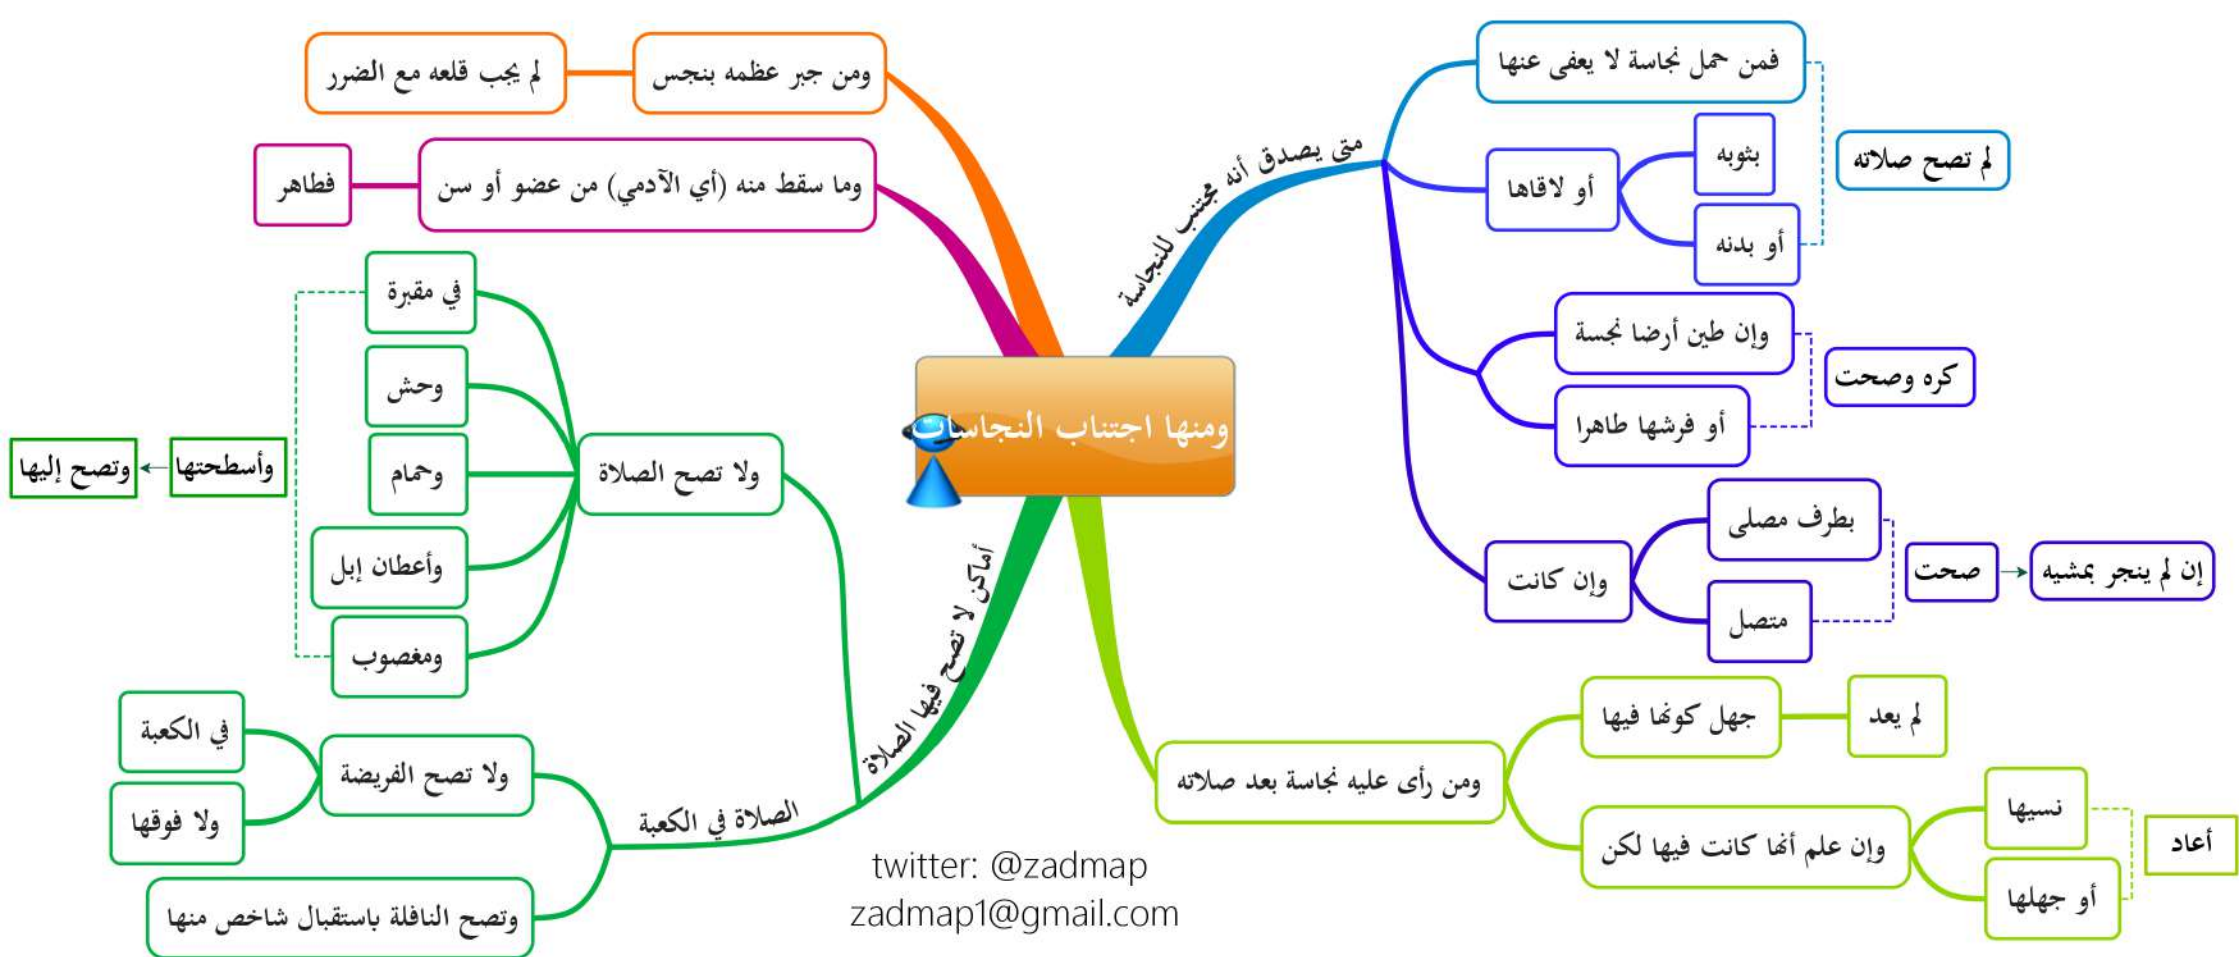 ومنها اجتناب النجاسات
متى يصدق أنه مجتنب للنجاسة
فمن حمل نجاسة لا يعفى عنها
أو لاقاها
بثوبه
أو بدنه
لم تصح صلاته
وإن طين أرضا نجسة
أو فرشها طاهرا
كره وصحت
وإن كانت
بطرف مصلى
متصل
صحت
إن لم ينجر بمشيه
ومن رأى عليه نجاسة بعد صلاته
جهل كونها فيها
لم يعد
وإن علم أنها كانت فيها لكن
نسيها
أو جهلها
أعاد
ومن جبر عظمه بنجس
لم يجب قلعه مع الضرر
وما سقط منه (أي الآدمي) من عضو أو سن
فطاهر
أماكن لا تصح فيها الصلاة
ولا تصح الصلاة
في مقبرة
وحش
وحمام
وأعطان إبل
ومغصوب
وأسطحتها
وتصح إليها
الصلاة في الكعبة
ولا تصح الفريضة
في الكعبة
ولا فوقها
وتصح النافلة باستقبال شاخص منها
twitter: @zadmap
zadmap1@gmail.com